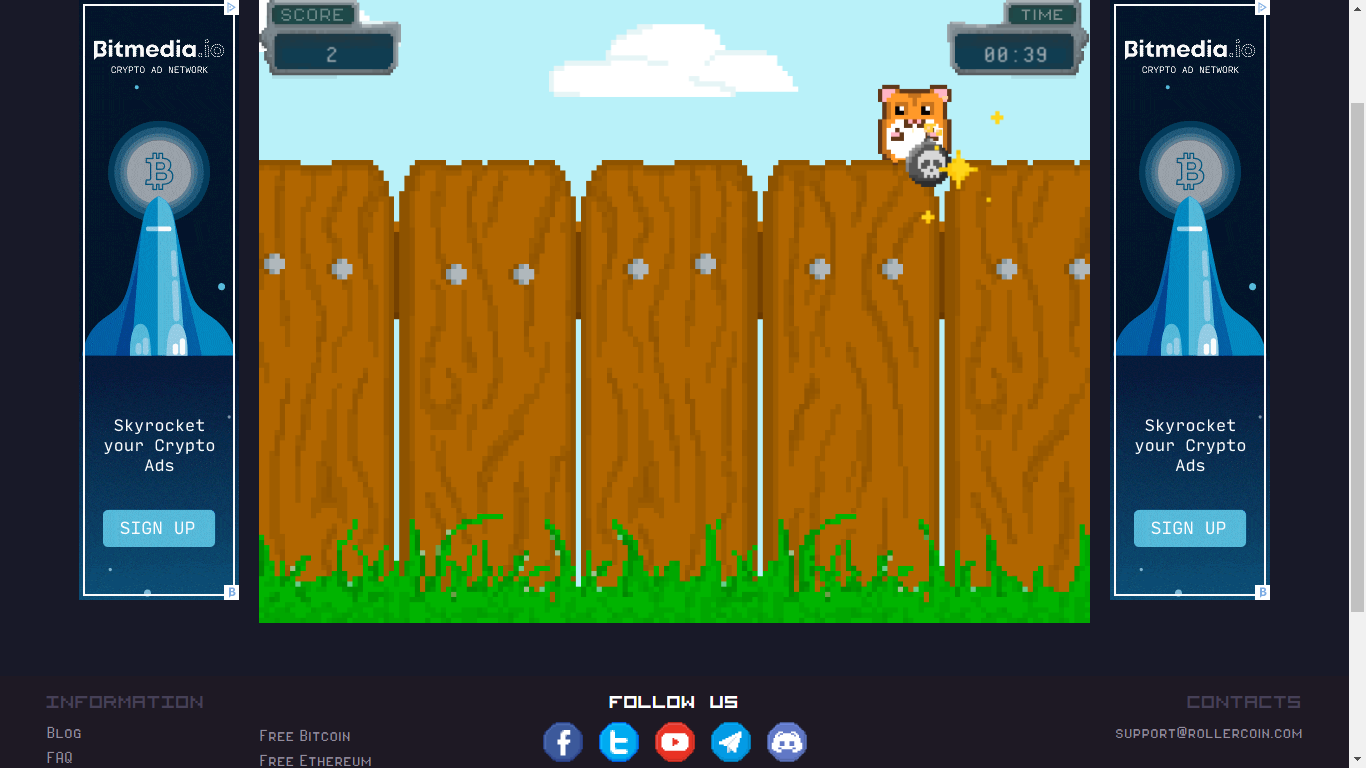 SCORE
2
TIME
00:39
Bitmedia.io
CRYPTO AD NETWORK
Skyrocket
your Crypto
Ads
SIGN UP
B
Bitmedia.io
CRYPTO AD NETWORK
Skyrocket
your Crypto
Ads
SIGN UP
B
INFORMATION
Blog
FAQ
Free Bitcoin
Free Ethereum
FOLLOW US
CONTACTS
support@rollercoin.com